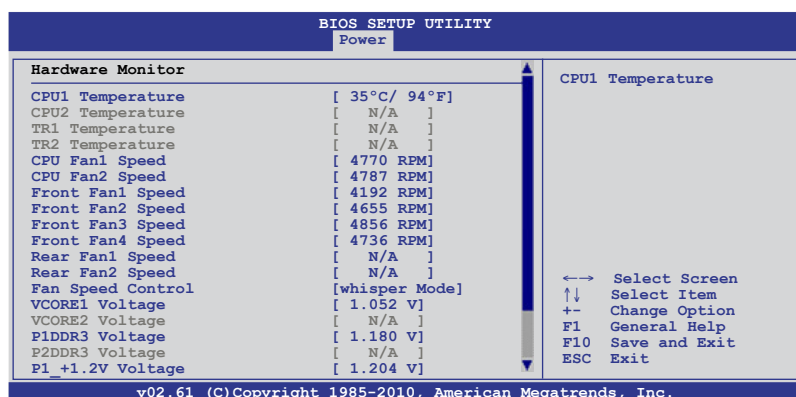 BIOS SETUP UTILITY
Power
Hardware Monitor
CPU1 Temperature [ 35°C/ 94°F]
CPU2 Temperature [ N/A ]
TR1 Temperature [ N/A ]
TR2 Temperature [ N/A ]
CPU Fan1 Speed [ 4770 RPM]
CPU Fan2 Speed [ 4787 RPM]
Front Fan1 Speed [ 4192 RPM]
Front Fan2 Speed [ 4655 RPM]
Front Fan3 Speed [ 4856 RPM]
Front Fan4 Speed [ 4736 RPM]
Rear Fan1 Speed [ N/A ]
Rear Fan2 Speed [ N/A ]
Fan Speed Control [whisper Mode]
VCORE1 Voltage [ 1.052 V]
VCORE2 Voltage [ N/A ]
P1DDR3 Voltage [ 1.180 V]
P2DDR3 Voltage [ N/A ]
P1_+1.2V Voltage [ 1.204 V]
CPU1 Temperature
←→ Select Screen
↑↓ Select Item
+- Change Option
F1 General Help
F10 Save and Exit
ESC Exit
v02.61 (C)Copyright 1985-2010, American Megatrends, Inc.